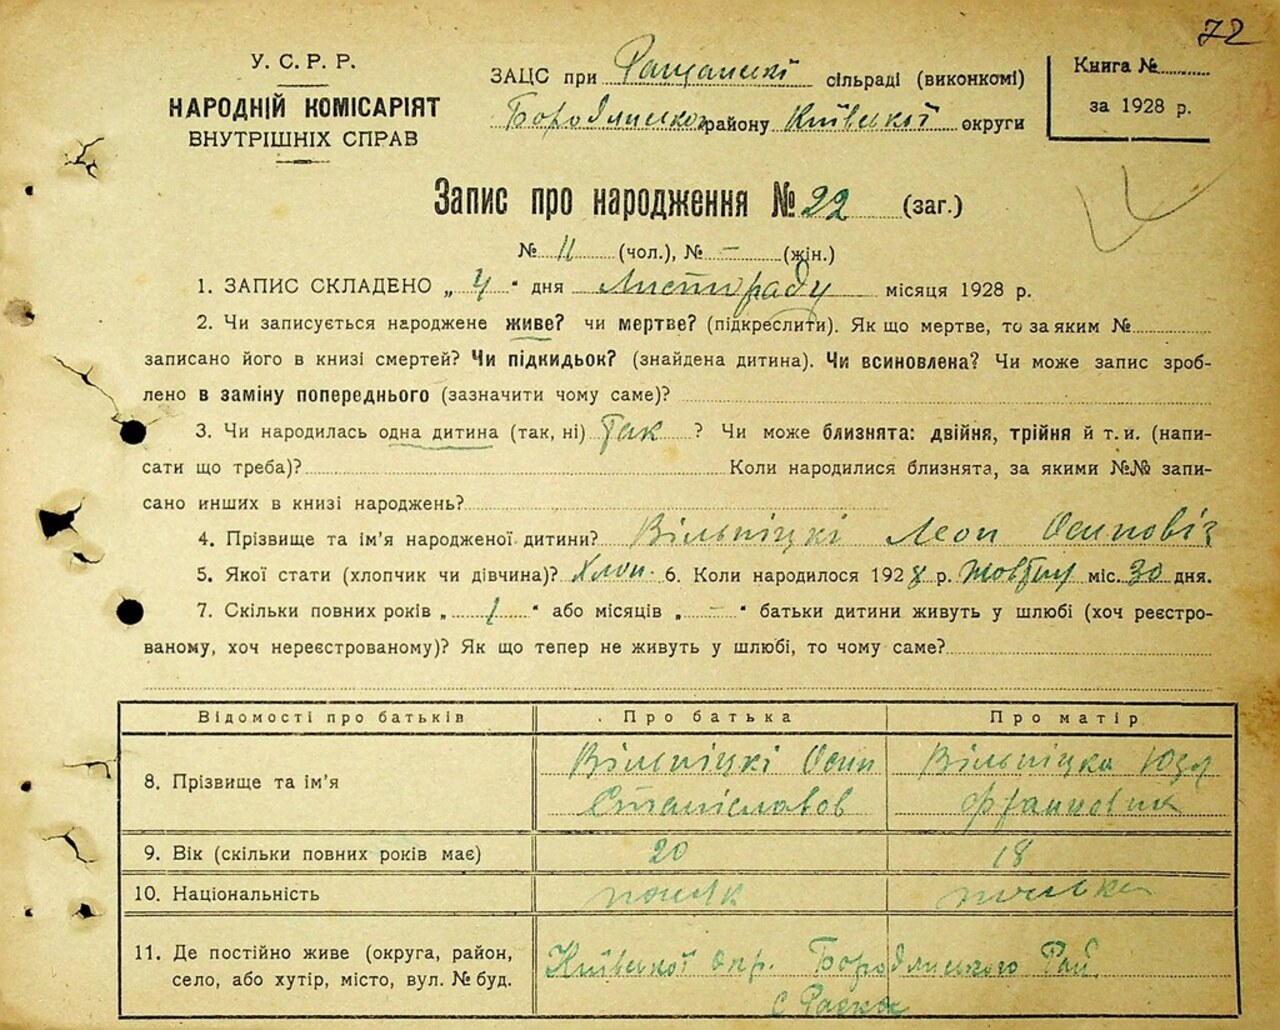 72
У. С. Р. Р.
НАРОДНІЙ КОМІСАРІЯТ
ВНУТРІШНІХ СПРАВ
ЗАЦС при сільраді (виконкомі)
Бородянського району Київської округи
Книга №
за 1928 р.
Запис про народження № 22 (заг.)
№ 11 (чол.), № – (жін.)
1. ЗАПИС СКЛАДЕНО „ 4 “ дня Листопаду місяця 1928 р.
2. Чи записується народжене живе? чи мертве? (підкреслити). Як що мертве, то за яким №
записано його в книзі смертей? Чи підкидьок? (знайдена дитина). Чи всиновлена? Чи може запис зроб-
лено в заміну попереднього (зазначити чому саме)?
3. Чи народилась одна дитина (так, ні) Так ? Чи може близнята: двійня, трійня й т. и. (напи-
сати що треба)? Коли народилися близнята, за якими №№ запи-
сано инших в книзі народжень?
4. Прізвище та ім’я народженої дитини? Вільніцкі Леон Осипович
5. Якої стати (хлопчик чи дівчина)? Хлоп. 6. Коли народилося 1928 р. Жовтня міс. 30 дня.
7. Скільки повних років „ 1 “ або місяців „ – “ батьки дитини живуть у шлюбі (хоч реєстро-
ваному, хоч нереєстрованому)? Як що тепер не живуть у шлюбі, то чому саме?
Відомості про батьків Про батька Про матір
8. Прізвище та ім’я Вільніцкі Осип Вільніцка Юзя
Станіславов
9. Вік (скільки повних років має) 20 18
10. Національність поляк полька
11. Де постійно живе (округа, район,
село, або хутір, місто, вул. № буд.
Київської окр. Бородянського Рай.
с